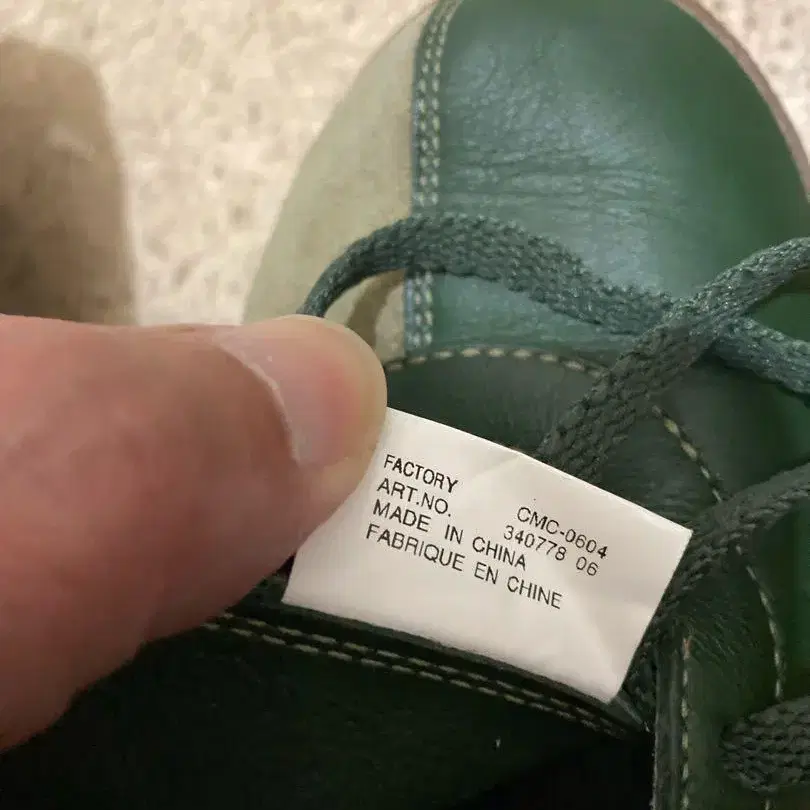 FACTORY CMC-0604
ART.NO. 340778 06
MADE IN CHINA
FABRIQUE EN CHINE